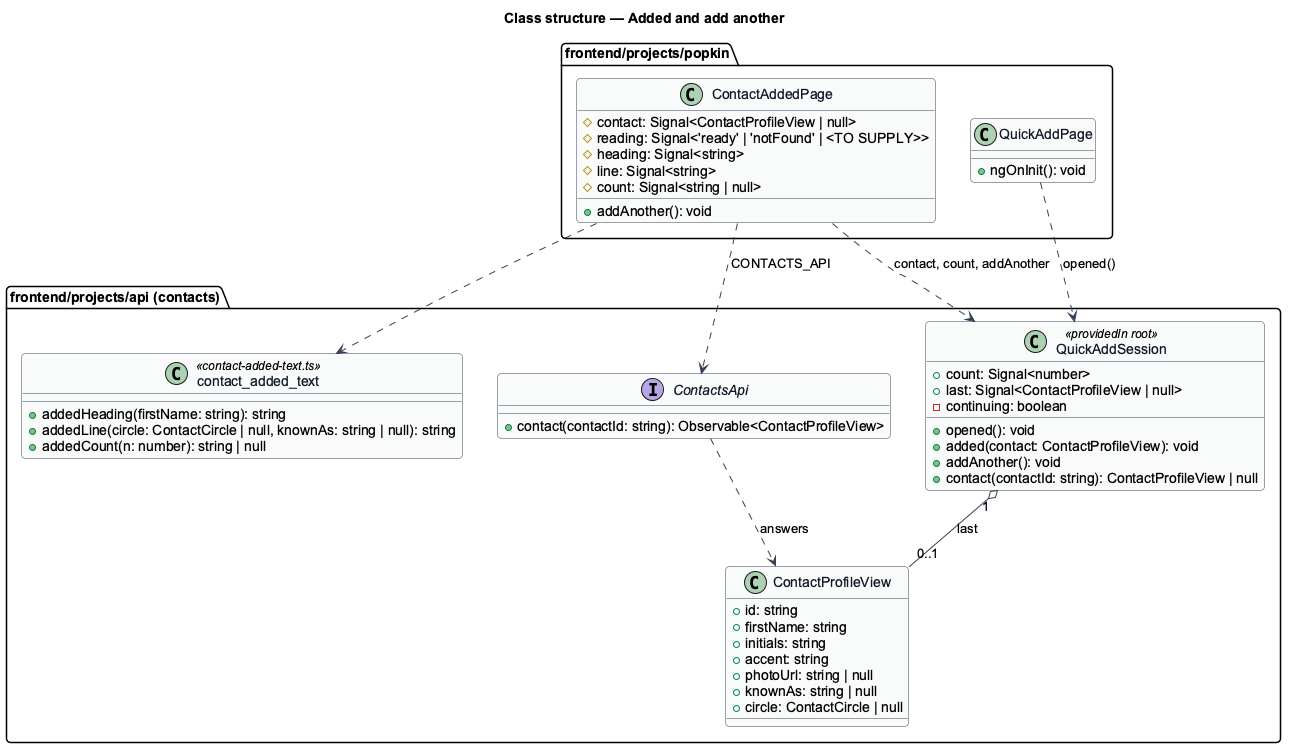 Class structure — Added and add another
frontend/projects/popkin
C ContactAddedPage
contact: Signal<ContactProfileView | null>
reading: Signal<'ready' | 'notFound' | <TO SUPPLY>>
heading: Signal<string>
line: Signal<string>
count: Signal<string | null>
addAnother(): void
C QuickAddPage
ngOnInit(): void
CONTACTS_API
contact, count, addAnother
opened()
frontend/projects/api (contacts)
C «contact-added-text.ts»
contact_added_text
addedHeading(firstName: string): string
addedLine(circle: ContactCircle | null, knownAs: string | null): string
addedCount(n: number): string | null
I ContactsApi
contact(contactId: string): Observable<ContactProfileView>
C «providedIn root»
QuickAddSession
count: Signal<number>
last: Signal<ContactProfileView | null>
continuing: boolean
opened(): void
added(contact: ContactProfileView): void
addAnother(): void
contact(contactId: string): ContactProfileView | null
answers
1
last
0..1
C ContactProfileView
id: string
firstName: string
initials: string
accent: string
photoUrl: string | null
knownAs: string | null
circle: ContactCircle | null